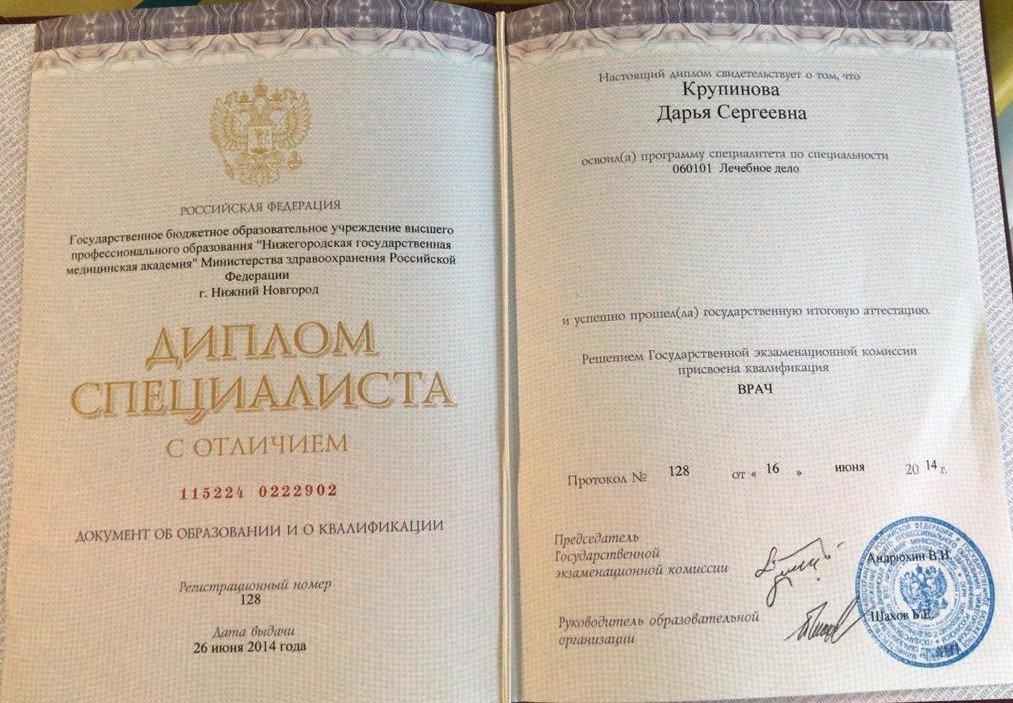 РОССИЙСКАЯ ФЕДЕРАЦИЯ
Государственное бюджетное образовательное учреждение высшего
профессионального образования "Нижегородская государственная
медицинская академия" Министерства здравоохранения Российской
Федерации
г. Нижний Новгород
ДИПЛОМ
СПЕЦИАЛИСТА
С ОТЛИЧИЕМ
115224 0222902
ДОКУМЕНТ ОБ ОБРАЗОВАНИИ И О КВАЛИФИКАЦИИ
Регистрационный номер
128
Дата выдачи
26 июня 2014 года
Настоящий диплом свидетельствует о том, что
Крупинова
Дарья Сергеевна
освоил(а) программу специалитета по специальности
060101 Лечебное дело
и успешно прошел(ла) государственную итоговую аттестацию.
Решением Государственной экзаменационной комиссии
присвоена квалификация
ВРАЧ
Протокол № 128 от « 16 » июня 20 14 г.
Председатель
Государственной
экзаменационной комиссии
Андрюхин В.И.
Руководитель образовательной
организации
Шахов Б.Е.